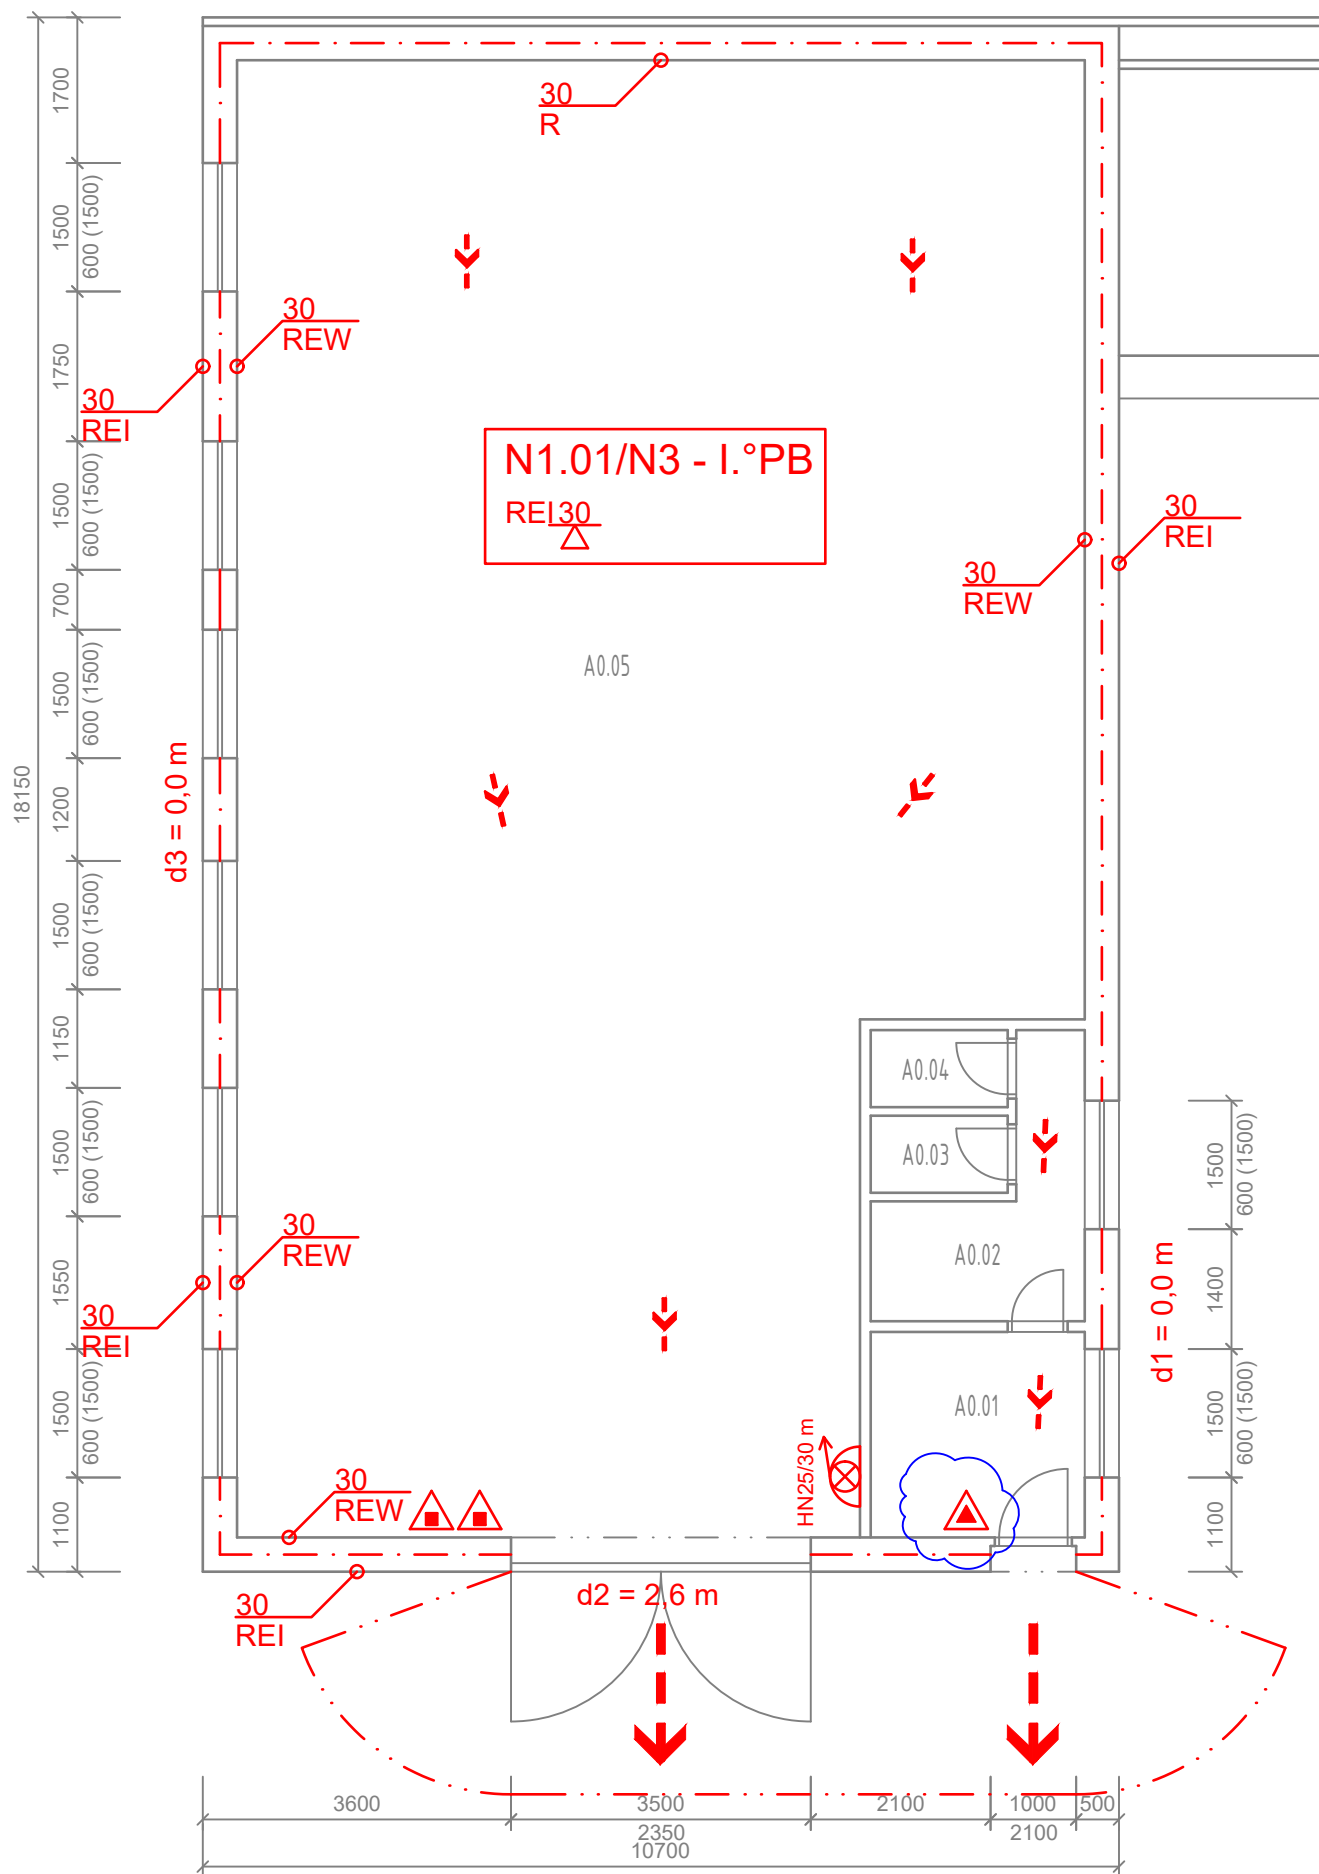 30
R
1700
1500
600 (1500)
30
REW
1750
30
REI
N1.01/N3 - I.°PB
REI30
1500
600 (1500)
30
REI
30
REW
700
A0.05
1500
600 (1500)
18150
d3 = 0,0 m
1200
1500
600 (1500)
1150
A0.04
A0.03
1500
600 (1500)
1500
600 (1500)
30
REW
A0.02
1550
30
REI
1400
d1 = 0,0 m
A0.01
1500
600 (1500)
1500
600 (1500)
HN25/30 m
30
REW
1100
1100
d2 = 2,6 m
30
REI
3600
3500
2100
1000
500
2350
2100
10700